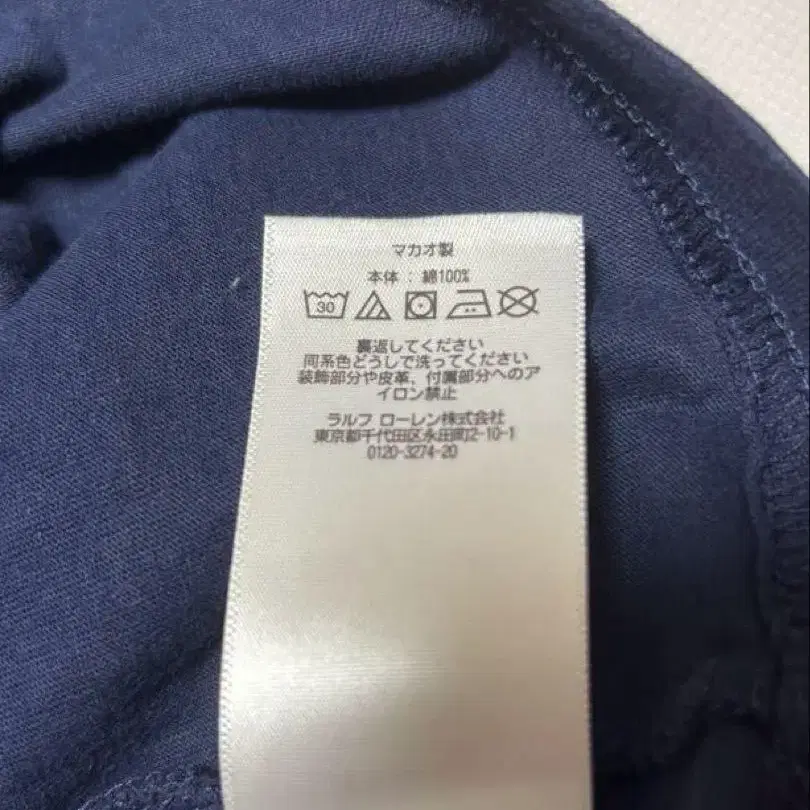 マカオ製
本体 : 綿100%
30
裏返してください
同系色どうしで洗ってください
装飾部分や皮革、付属部分へのア
イロン禁止
ラルフ ローレン株式会社
東京都千代田区永田町2-10-1
0120-3274-20